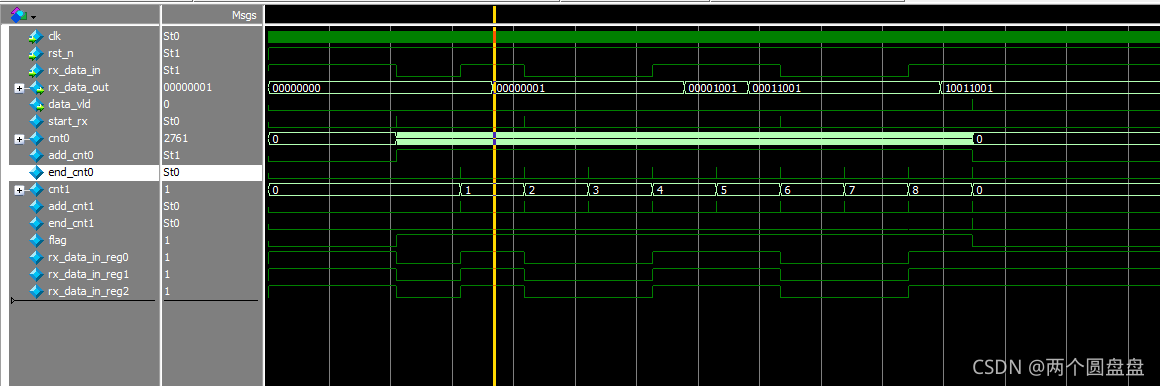 Msgs
clk St0
rst_n St1
rx_data_in St1
rx_data_out 00000001 00000000 00000001 00001001 00011001 10011001
data_vld 0
start_rx St0
cnt0 2761 0 0
add_cnt0 St1
end_cnt0 St0
cnt1 1 0 1 2 3 4 5 6 7 8 0
add_cnt1 St0
end_cnt1 St0
flag 1
rx_data_in_reg0 1
rx_data_in_reg1 1
rx_data_in_reg2 1
CSDN @两个圆盘盘